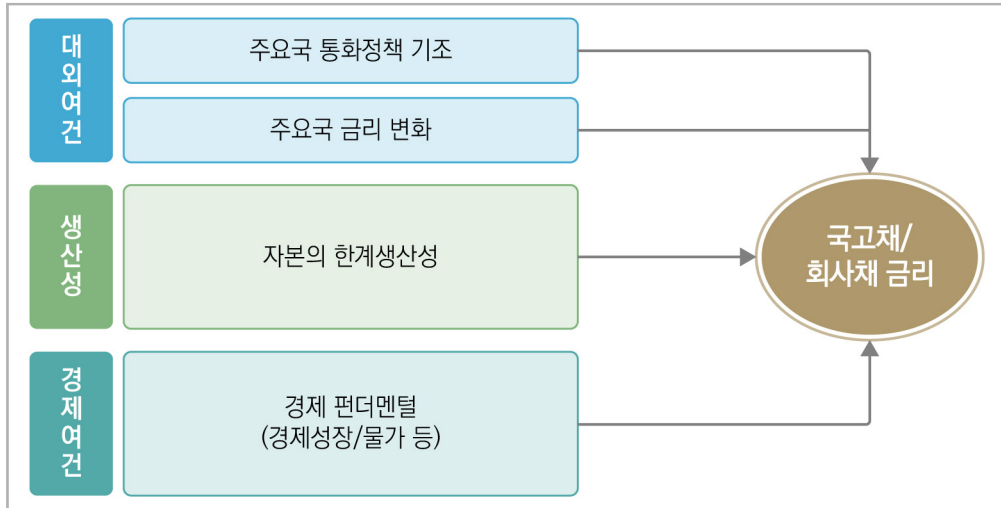 대외여건
주요국 통화정책 기조
주요국 금리 변화
생산성
자본의 한계생산성
국고채/
회사채 금리
경제여건
경제 펀더멘털
(경제성장/물가 등)